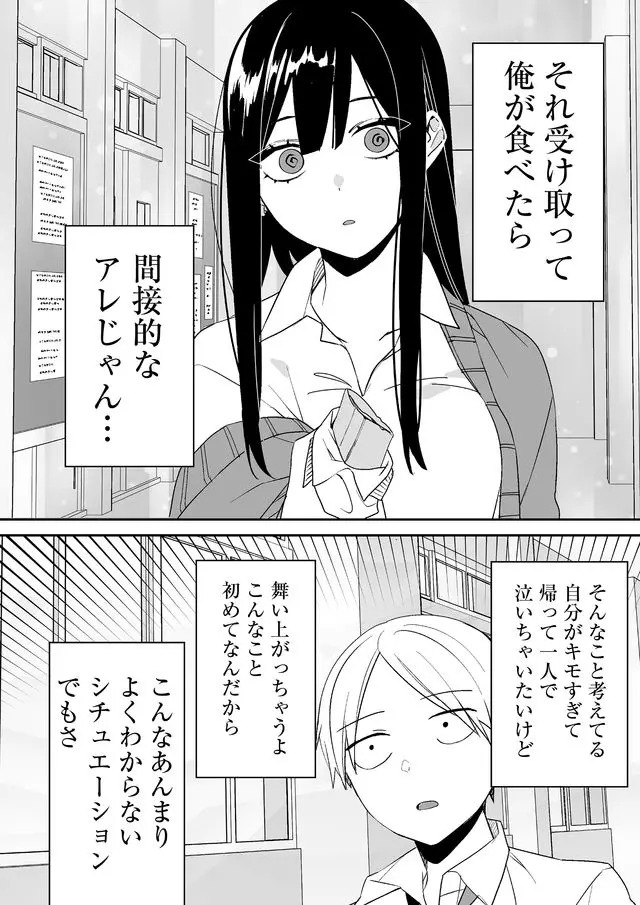 それ受け取って
俺が食べたら
間接的な
アレじゃん…
そんなこと考えてる
自分がキモすぎて
帰って一人で
泣いちゃいたいけど
舞い上がっちゃうよ
こんなこと
初めてなんだから
こんなあんまり
よくわからない
シチュエーション
でもさ